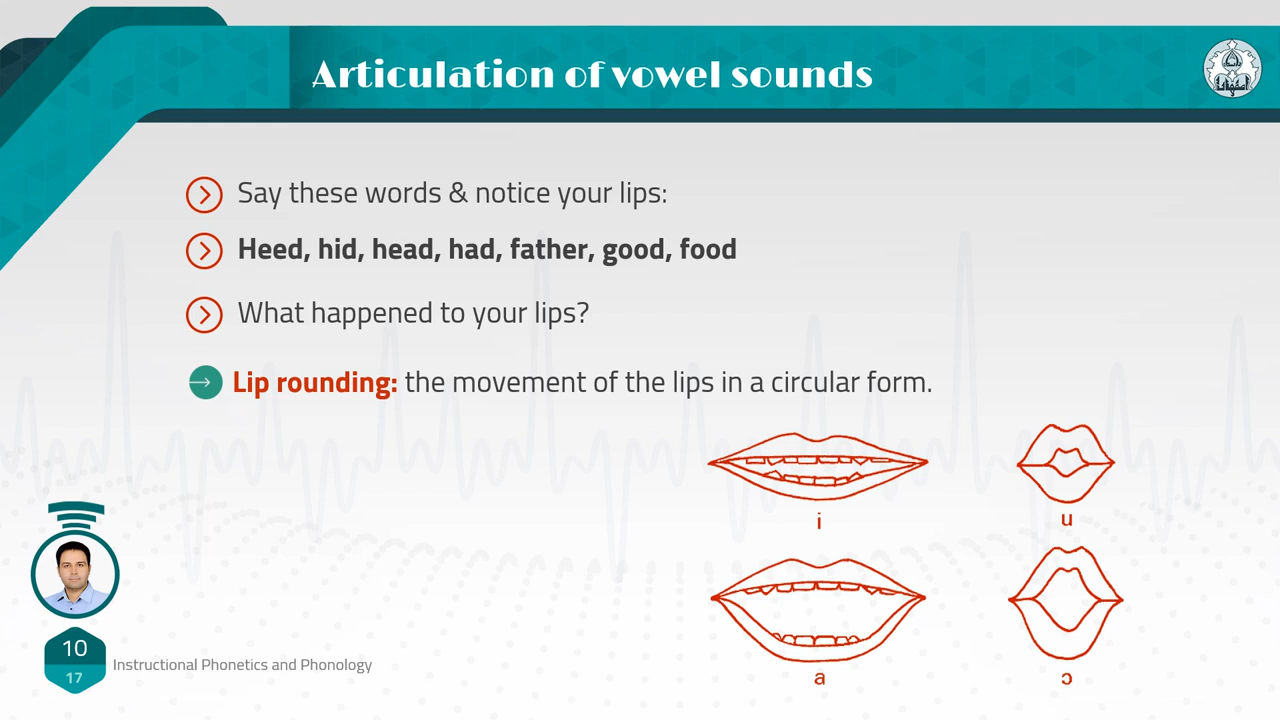 Articulation of vowel sounds
Say these words & notice your lips:
Heed, hid, head, had, father, good, food
What happened to your lips?
Lip rounding: the movement of the lips in a circular form.
i
u
a
ɔ
10
17
Instructional Phonetics and Phonology